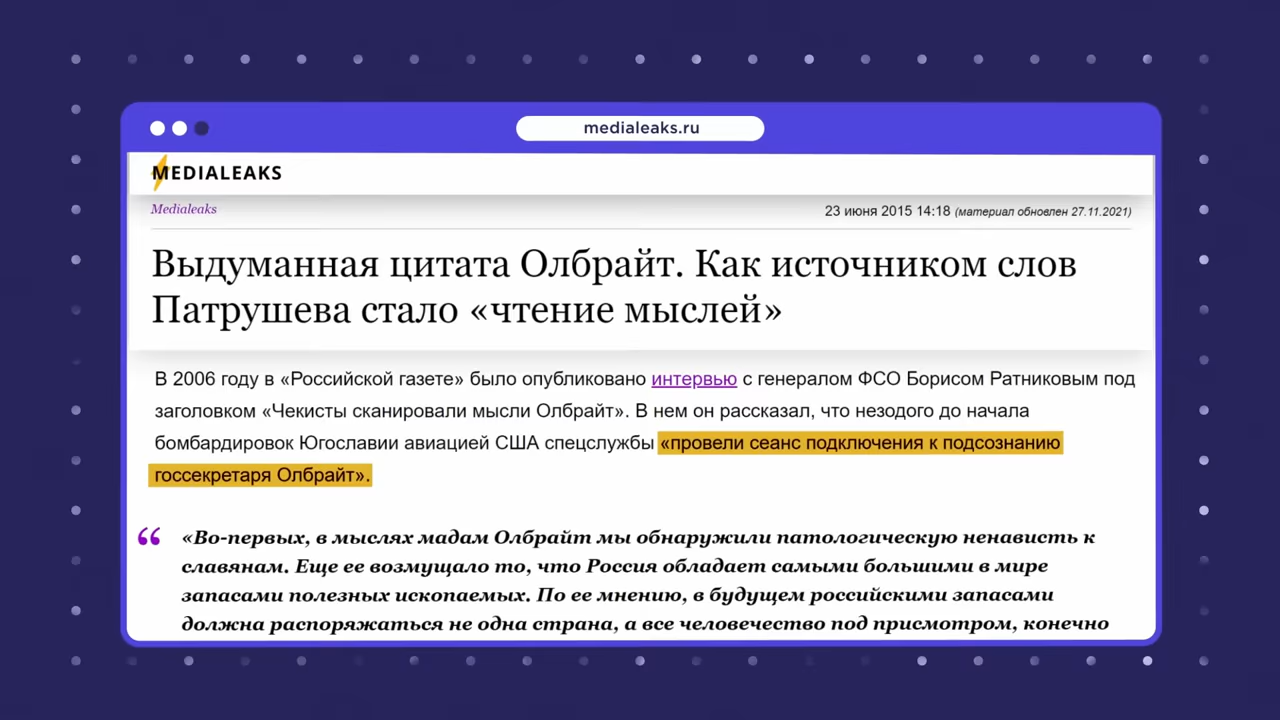 medialeaks.ru
MEDIALEAKS
Medialeaks
23 июня 2015 14:18 (материал обновлен 27.11.2021)
Выдуманная цитата Олбрайт. Как источником слов
Патрушева стало «чтение мыслей»
В 2006 году в «Российской газете» было опубликовано интервью с генералом ФСО Борисом Ратниковым под
заголовком «Чекисты сканировали мысли Олбрайт». В нем он рассказал, что незодого до начала
бомбардировок Югославии авиацией США спецслужбы «провели сеанс подключения к подсознанию
госсекретаря Олбрайт».
“ «Во-первых, в мыслях мадам Олбрайт мы обнаружили патологическую ненависть к
славянам. Еще ее возмущало то, что Россия обладает самыми большими в мире
запасами полезных ископаемых. По ее мнению, в будущем российскими запасами
должна распоряжаться не одна страна, а все человечество под присмотром, конечно